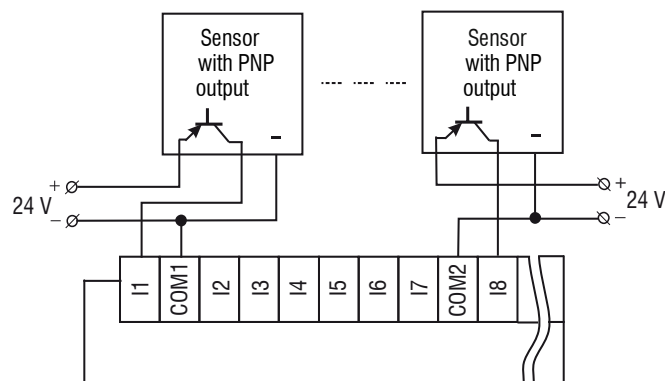 Sensor
with PNP
output
Sensor
with PNP
output
–
–
+
24 V
–
+
24 V
–
I1
COM1
I2
I3
I4
I5
I6
I7
COM2
I8